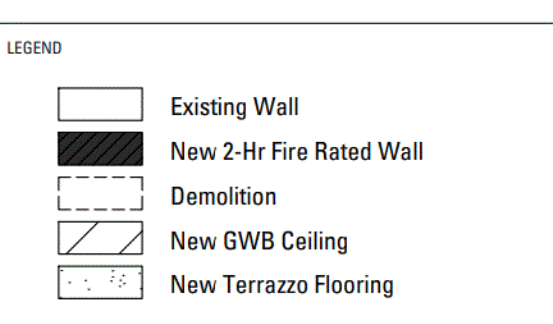 LEGEND
Existing Wall
New 2-Hr Fire Rated Wall
Demolition
New GWB Ceiling
New Terrazzo Flooring